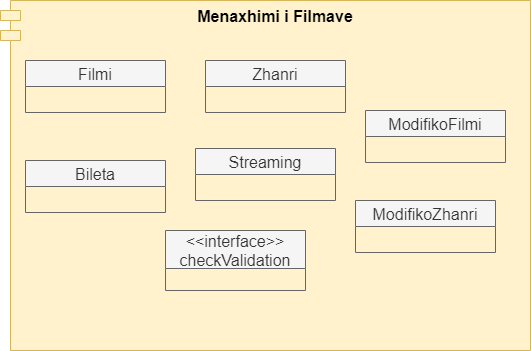 Menaxhimi i Filmave
Filmi
Zhanri
ModifikoFilmi
Bileta
Streaming
ModifikoZhanri
<<interface>>
checkValidation